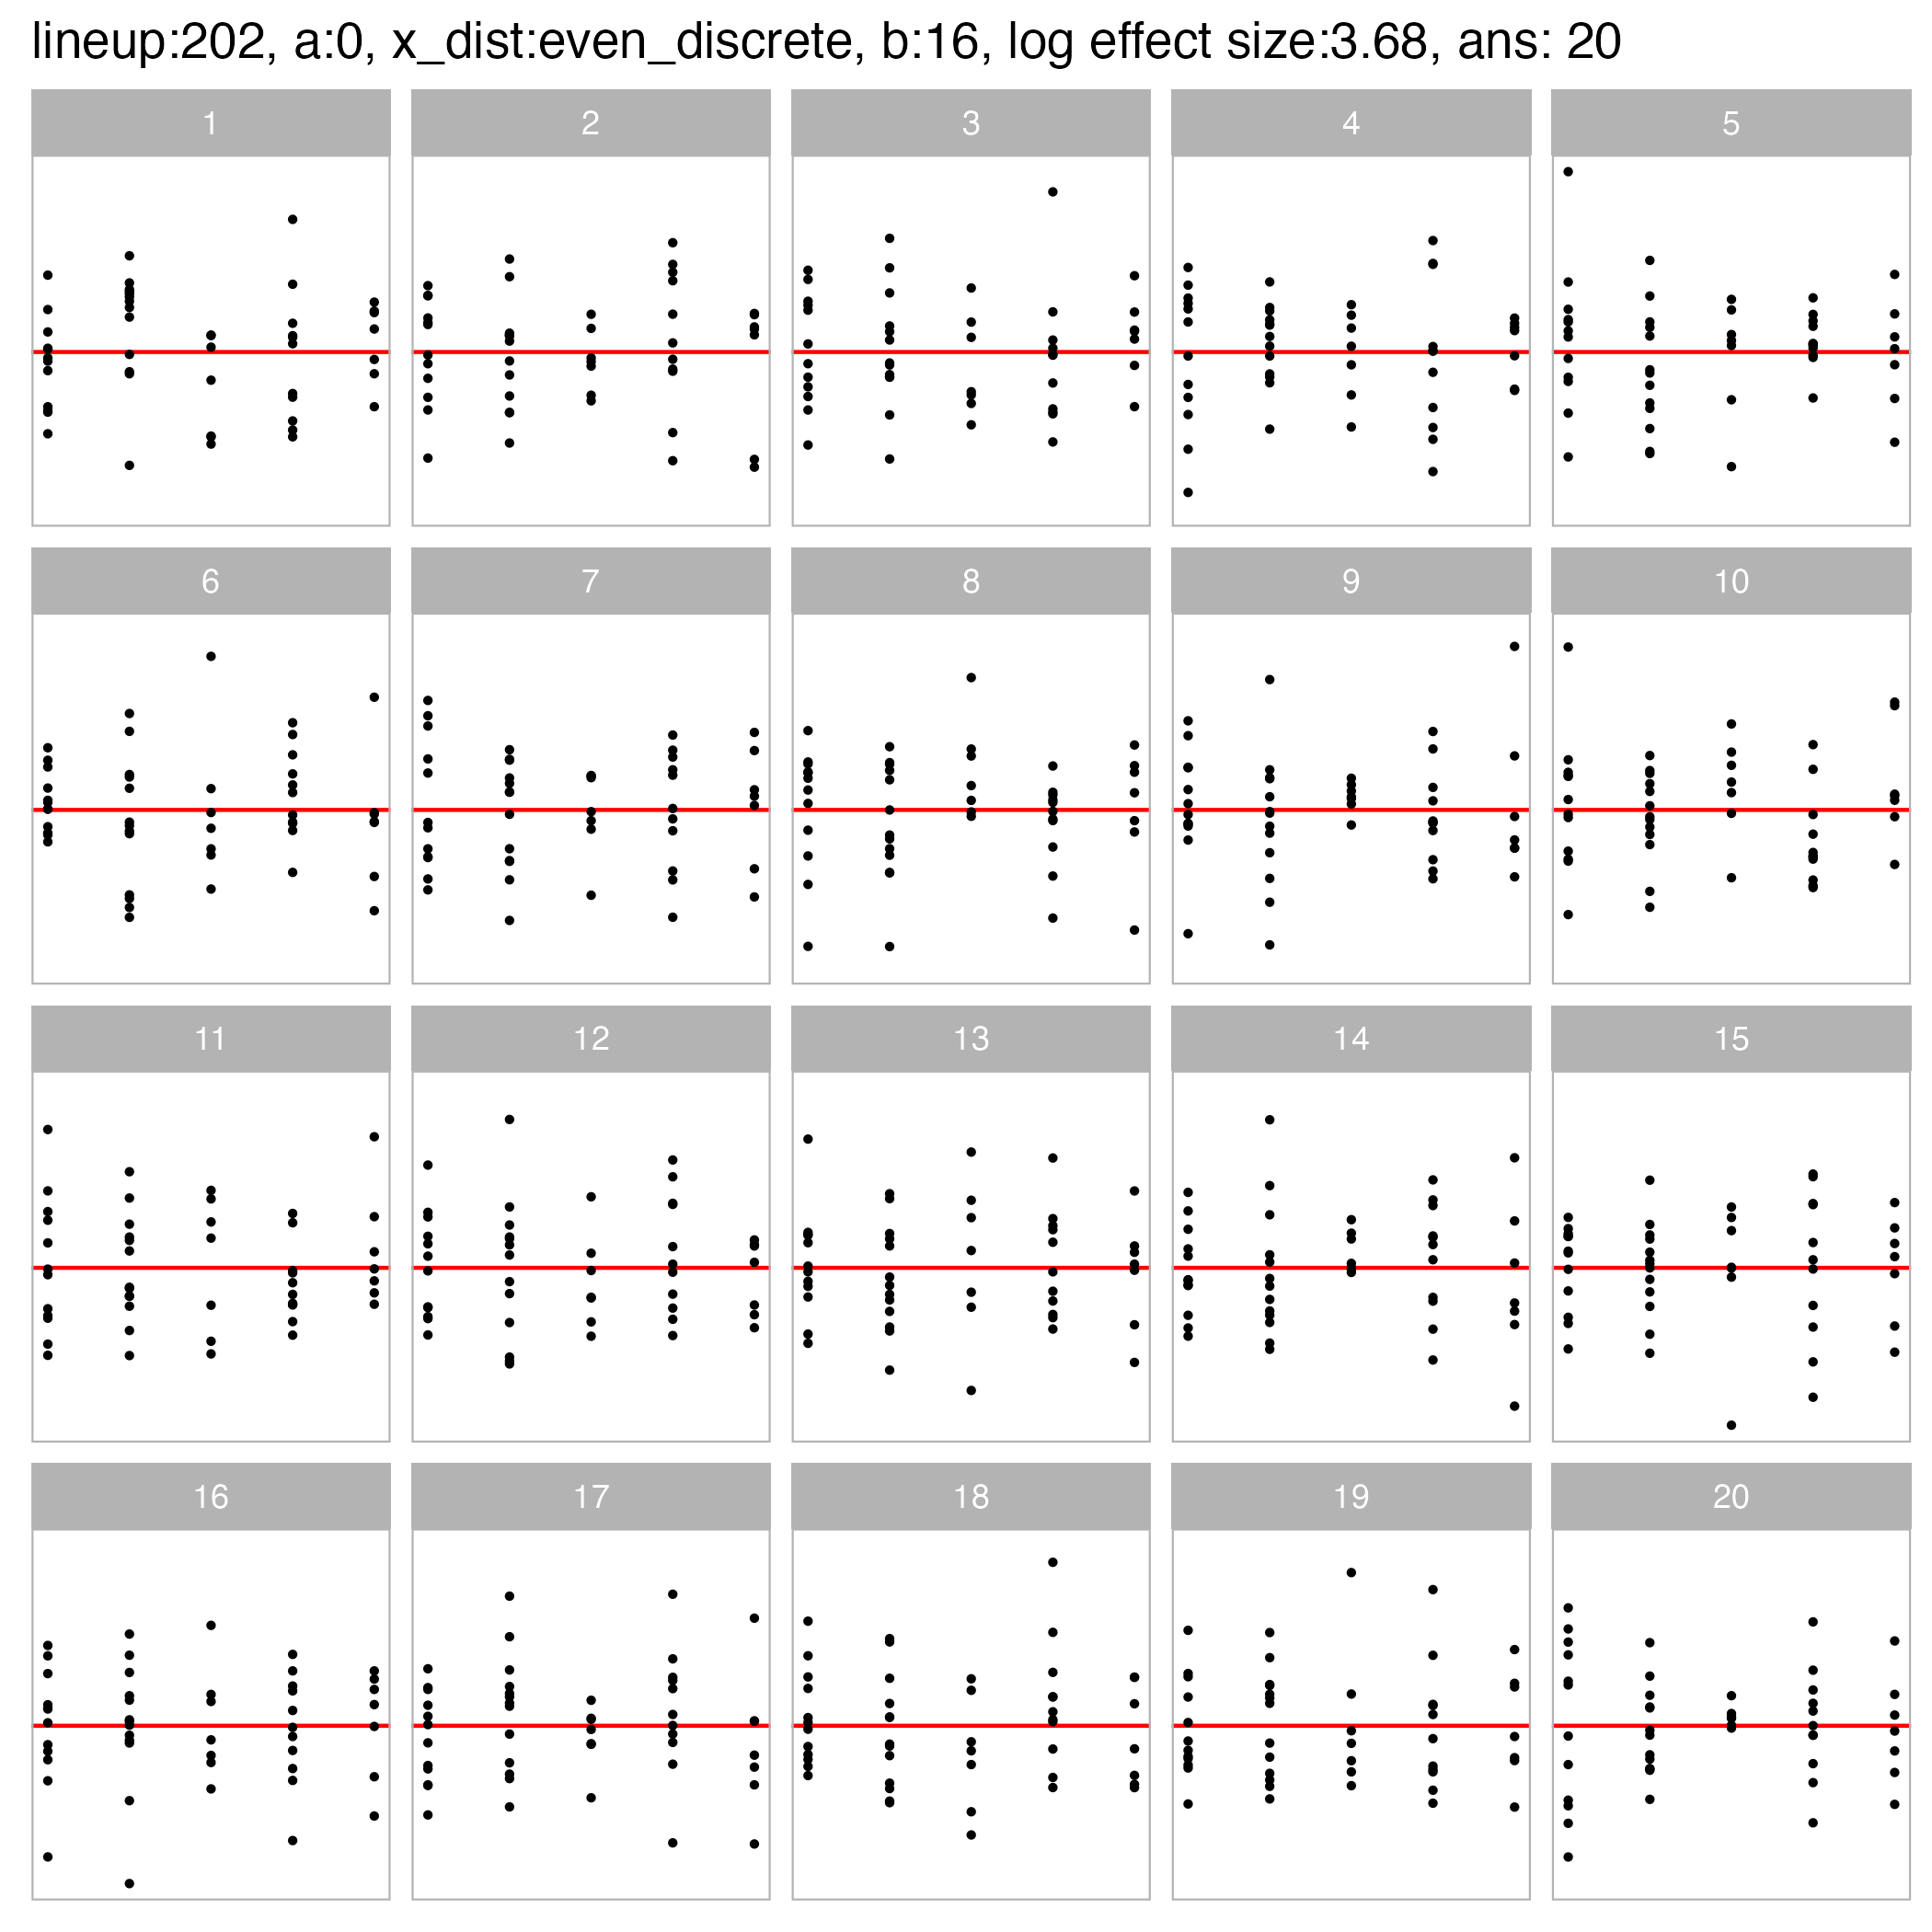 lineup:202, a:0, x_dist:even_discrete, b:16, log effect size:3.68, ans: 20
1 2 3 4 5
6 7 8 9 10
11 12 13 14 15
16 17 18 19 20